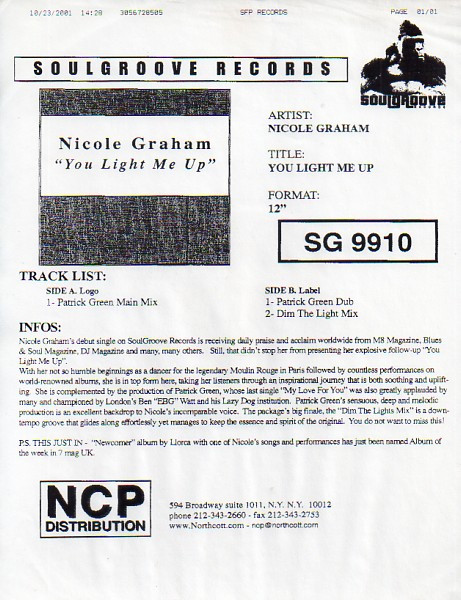 10/23/2001 14:28 3056728505 SFP RECORDS PAGE 01/01
SOULGROOVE RECORDS
SOULGROOVE
Nicole Graham
"You Light Me Up"
ARTIST:
NICOLE GRAHAM
TITLE:
YOU LIGHT ME UP
FORMAT:
12"
SG 9910
TRACK LIST:
SIDE A. Logo
1- Patrick Green Main Mix
SIDE B. Label
1- Patrick Green Dub
2- Dim The Light Mix
INFOS:
Nicole Graham's debut single on SoulGroove Records is receiving daily praise and acclaim worldwide from M8 Magazine, Blues
& Soul Magazine, DJ Magazine and many, many others. Still, that didn't stop her from presenting her explosive follow-up "You
Light Me Up".
With her not so humble beginnings as a dancer for the legendary Moulin Rouge in Paris followed by countless performances on
world-renowned albums, she is in top form here, taking her listeners through an inspirational journey that is both soothing and uplift-
ing. She is complemented by the production of Patrick Green, whose last single "My Love For You" was also greatly applauded by
many and championed by London's Ben "EBG" Watt and his Lazy Dog institution. Patrick Green's sensuous, deep and melodic
production is an excellent backdrop to Nicole's incomparable voice. The package's big finale, the "Dim The Lights Mix" is a down-
tempo groove that glides along effortlessly yet manages to keep the essence and spirit of the original. You do not want to miss this!
P.S. THIS JUST IN - "Newcomer" album by Llorca with one of Nicole's songs and performances has just been named Album of
the week in 7 mag UK.
NCP
DISTRIBUTION
594 Broadway suite 1011, N.Y. N.Y. 10012
phone 212-343-2660 - fax 212-343-2753
www.Northcott.com - ncp@northcott.com